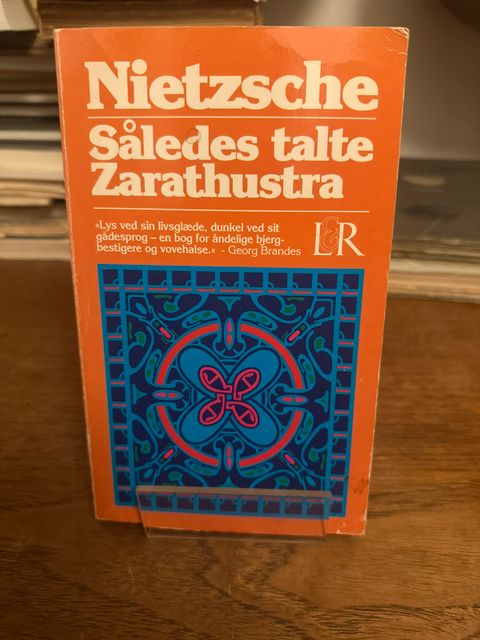 Nietzsche
Således talte
Zarathustra
»Lys ved sin livsglæde, dunkel ved sit
gådesprog – en bog for åndelige bjerg-
bestigere og vovehalse.« - Georg Brandes
L&R